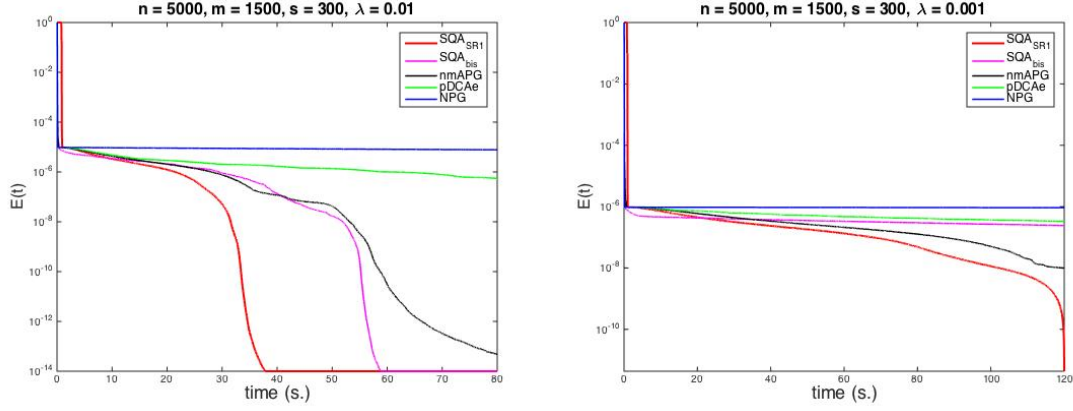 n = 5000, m = 1500, s = 300, λ = 0.01
SQA_SR1
SQA_bis
nmAPG
pDCAe
NPG
10^0
10^-2
10^-4
10^-6
10^-8
10^-10
10^-12
10^-14
E(t)
0 10 20 30 40 50 60 70 80
time (s.)
n = 5000, m = 1500, s = 300, λ = 0.001
SQA_SR1
SQA_bis
nmAPG
pDCAe
NPG
10^0
10^-2
10^-4
10^-6
10^-8
10^-10
E(t)
0 20 40 60 80 100 120
time (s.)